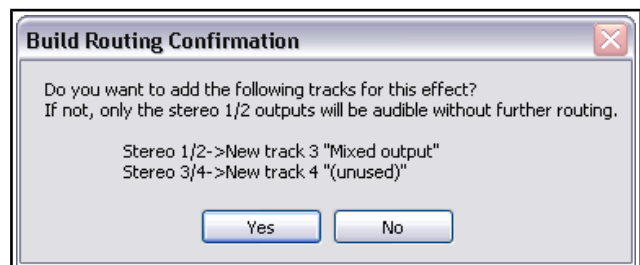 Build Routing Confirmation
Do you want to add the following tracks for this effect?
If not, only the stereo 1/2 outputs will be audible without further routing.
Stereo 1/2->New track 3 "Mixed output"
Stereo 3/4->New track 4 "(unused)"
Yes No